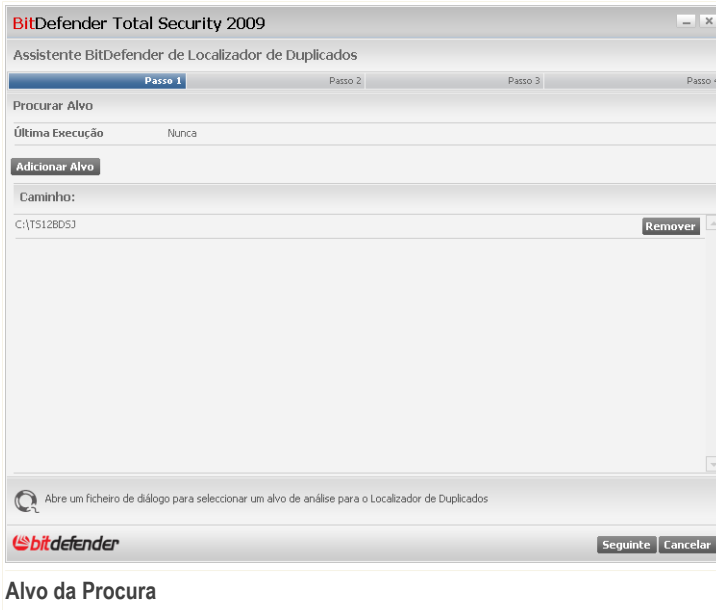 BitDefender Total Security 2009
Assistente BitDefender de Localizador de Duplicados
Passo 1 Passo 2 Passo 3 Passo 4
Procurar Alvo
Última Execução Nunca
Adicionar Alvo
Caminho:
C:\TS12BDSJ Remover
Abre um ficheiro de diálogo para seleccionar um alvo de análise para o Localizador de Duplicados
bitdefender
Seguinte Cancelar
Alvo da Procura